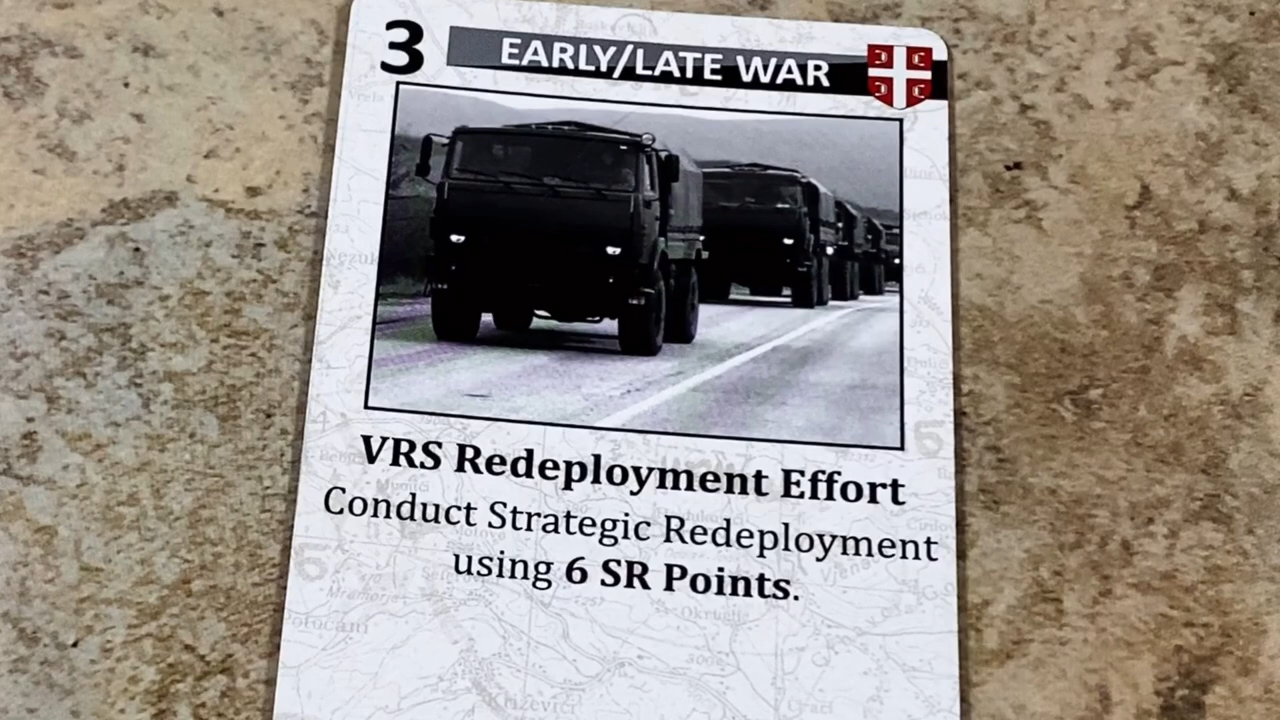 3
EARLY/LATE WAR
VRS Redeployment Effort
Conduct Strategic Redeployment
using 6 SR Points.